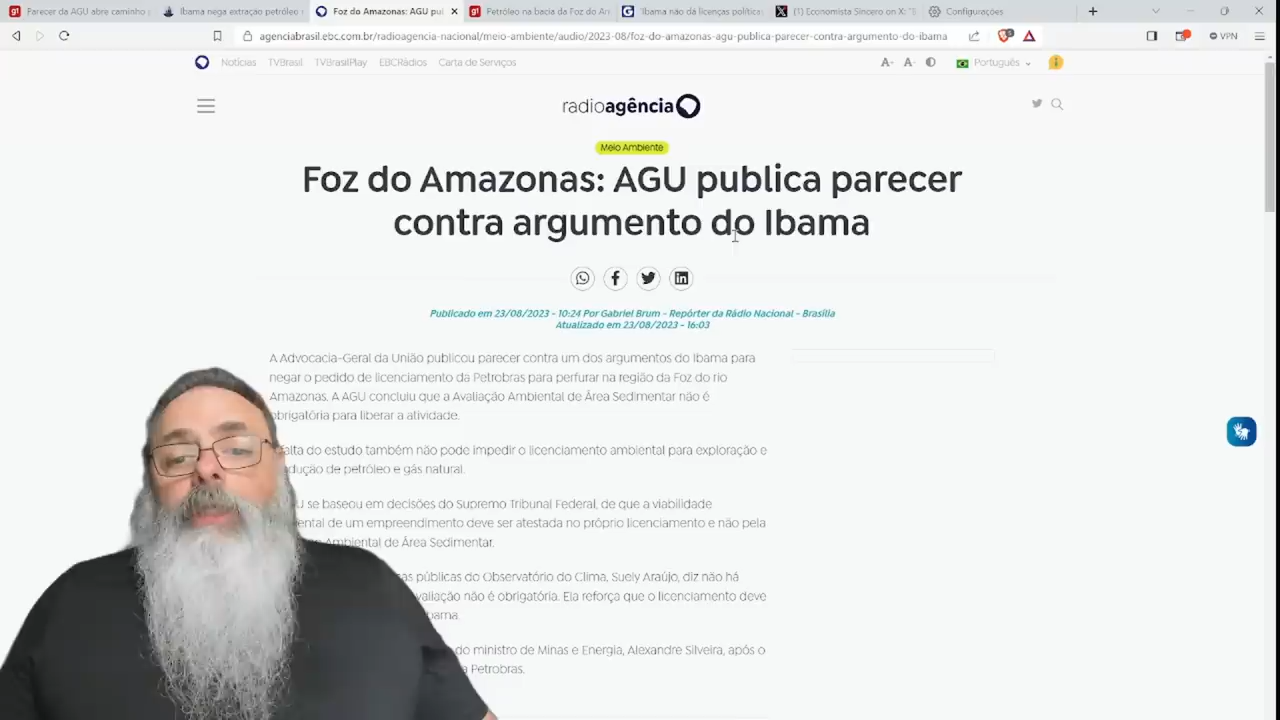 Parecer da AGU abre caminho
Ibama nega extração petróleo
Foz do Amazonas: AGU pul
Petróleo na bacia da Foz do Am
"Ibama não dá licenças política
(1) Economista Sincero on X: "S
Configurações
agenciabrasil.ebc.com.br/radioagencia-nacional/meio-ambiente/audio/2023-08/foz-do-amazonas-agu-publica-parecer-contra-argumento-do-ibama
VPN
Notícias TVBrasil TVBrasilPlay EBCRádios Carta de Serviços
A+ A- Português
radioagência
Meio Ambiente
Foz do Amazonas: AGU publica parecer
contra argumento do Ibama
Publicado em 23/08/2023 - 10:24 Por Gabriel Brum - Repórter da Rádio Nacional - Brasília
Atualizado em 23/08/2023 - 16:03
A Advocacia-Geral da União publicou parecer contra um dos argumentos do Ibama para
negar o pedido de licenciamento da Petrobras para perfurar na região da Foz do rio
Amazonas. A AGU concluiu que a Avaliação Ambiental de Área Sedimentar não é
obrigatória para liberar a atividade.
falta do estudo também não pode impedir o licenciamento ambiental para exploração e
dução de petróleo e gás natural.
U se baseou em decisões do Supremo Tribunal Federal, de que a viabilidade
ental de um empreendimento deve ser atestada no próprio licenciamento e não pela
Ambiental de Área Sedimentar.
as públicas do Observatório do Clima, Suely Araújo, diz não há
valiação não é obrigatória. Ela reforça que o licenciamento deve
bama.
do ministro de Minas e Energia, Alexandre Silveira, após o
a Petrobras.